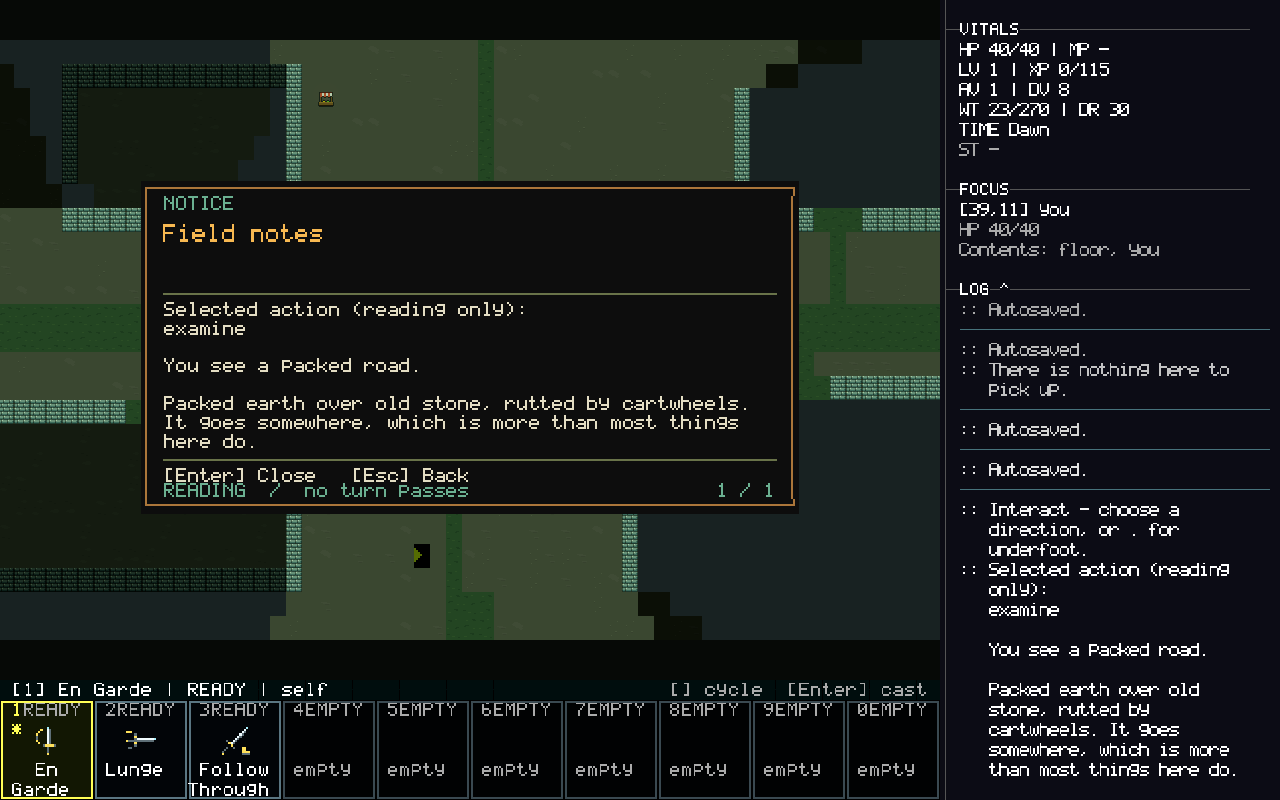 VITALS
HP 40/40 | MP -
LV 1 | XP 0/115
AV 1 | DV 8
WT 23/270 | DR 30
TIME Dawn
ST -
FOCUS
[39,11] You
HP 40/40
Contents: floor, You
LOG ^
:: Autosaved.
:: Autosaved.
:: There is nothing here to
Pick up.
:: Autosaved.
:: Autosaved.
:: Interact - choose a
direction, or . for
underfoot.
:: Selected action (reading
only):
examine
You see a Packed road.
Packed earth over old
stone, rutted by
cartwheels. It goes
somewhere, which is more
than most things here do.
NOTICE
Field notes
Selected action (reading only):
examine
You see a Packed road.
Packed earth over old stone, rutted by cartwheels.
It goes somewhere, which is more than most things
here do.
[Enter] Close [Esc] Back
READING / no turn Passes 1 / 1
[1] En Garde | READY | self [] cycle [Enter] cast
1READY 2READY 3READY 4EMPTY 5EMPTY 6EMPTY 7EMPTY 8EMPTY 9EMPTY 0EMPTY
*
En Lunge Follow empty empty empty empty empty empty empty
Garde Through